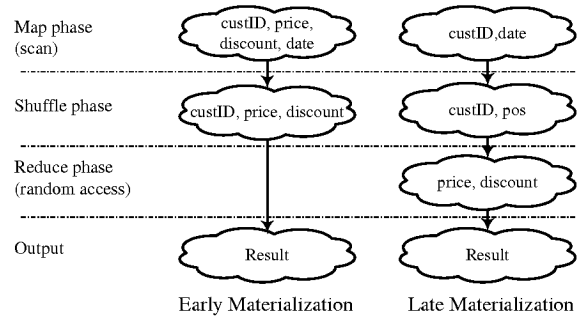 Map phase
(scan)
custID, price,
discount, date
custID,date
Shuffle phase
custID, price, discount
custID, pos
Reduce phase
(random access)
price, discount
Output
Result
Result
Early Materialization
Late Materialization